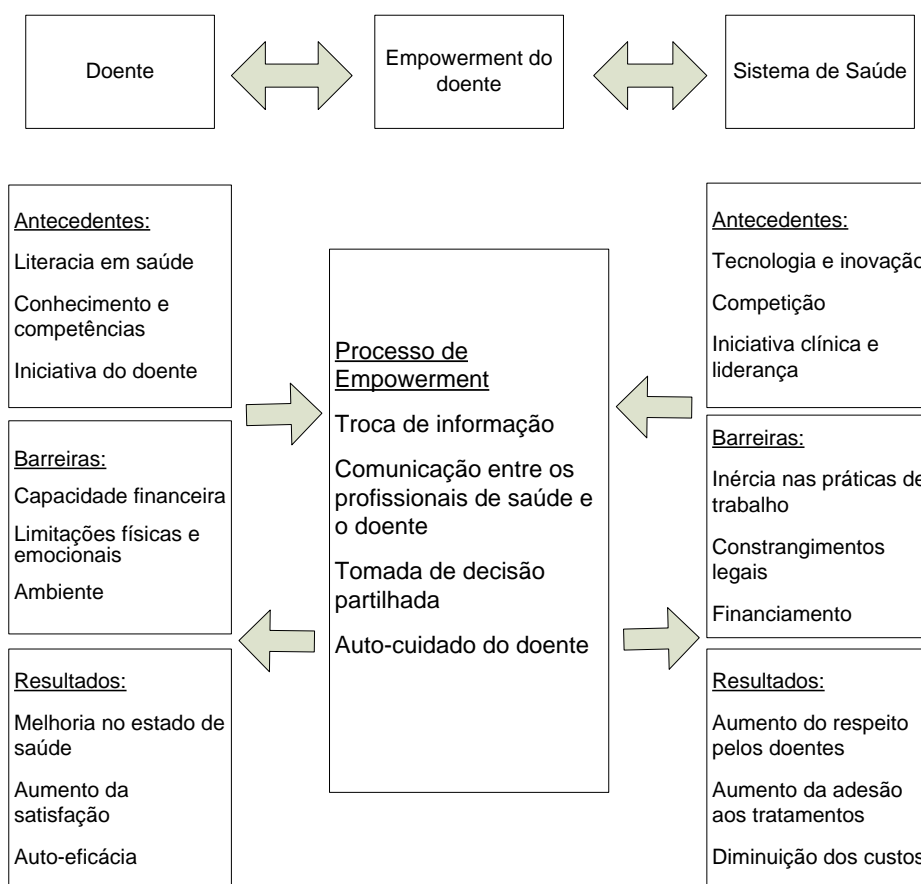 Doente
Empowerment do
doente
Sistema de Saúde
Antecedentes:
Literacia em saúde
Conhecimento e
competências
Iniciativa do doente
Barreiras:
Capacidade financeira
Limitações físicas e
emocionais
Ambiente
Resultados:
Melhoria no estado de
saúde
Aumento da
satisfação
Auto-eficácia
Processo de
Empowerment
Troca de informação
Comunicação entre os
profissionais de saúde e
o doente
Tomada de decisão
partilhada
Auto-cuidado do doente
Antecedentes:
Tecnologia e inovação
Competição
Iniciativa clínica e
liderança
Barreiras:
Inércia nas práticas de
trabalho
Constrangimentos
legais
Financiamento
Resultados:
Aumento do respeito
pelos doentes
Aumento da adesão
aos tratamentos
Diminuição dos custos